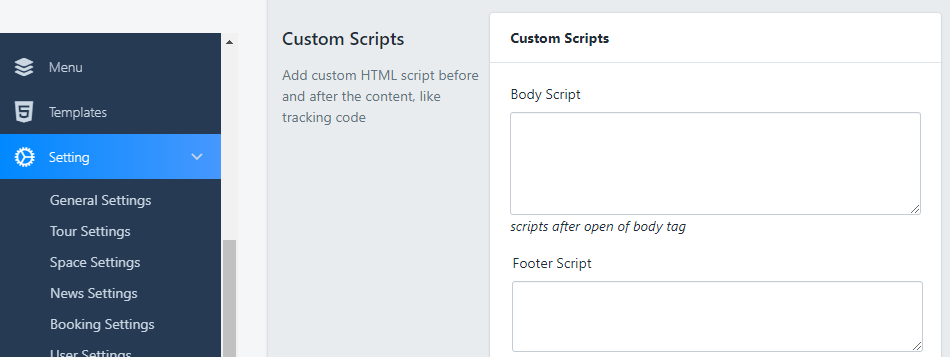 Menu
Templates
Setting
General Settings
Tour Settings
Space Settings
News Settings
Booking Settings
User Settings
Custom Scripts
Add custom HTML script before
and after the content, like
tracking code
Custom Scripts
Body Script
scripts after open of body tag
Footer Script